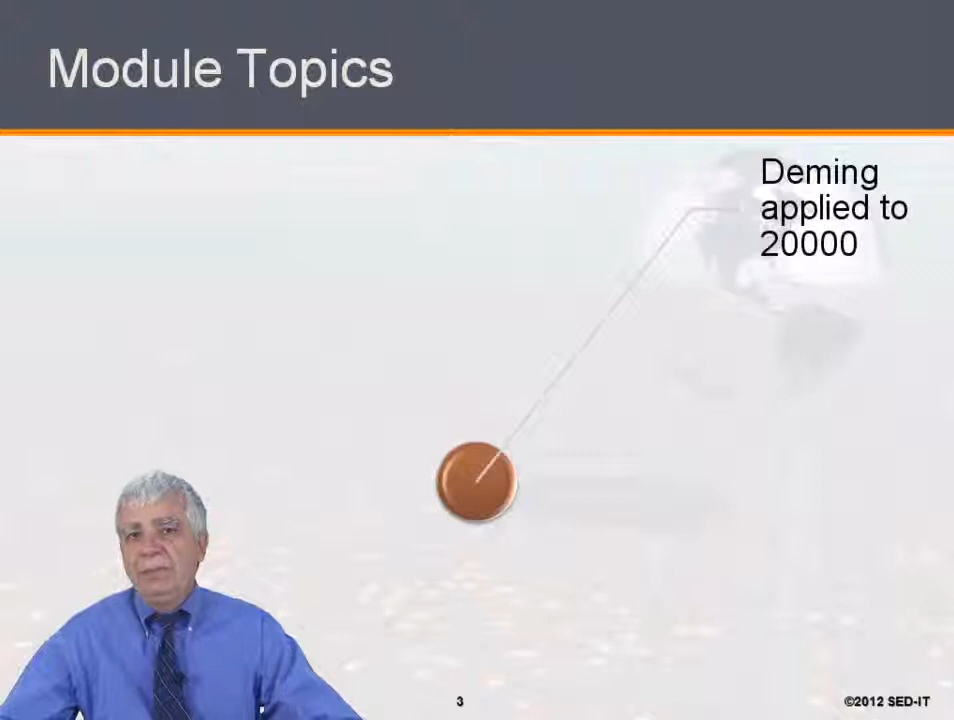 Module Topics
Deming
applied to
20000
3
©2012 SED-IT